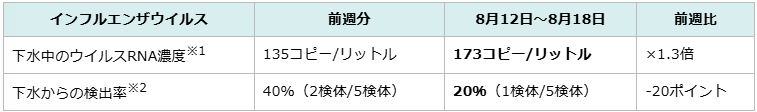 インフルエンザウイルス 前週分 8月12日～8月18日 前週比
下水中のウイルスRNA濃度※1 135コピー/リットル 173コピー/リットル ×1.3倍
下水からの検出率※2 40%（2検体/5検体） 20%（1検体/5検体） -20ポイント